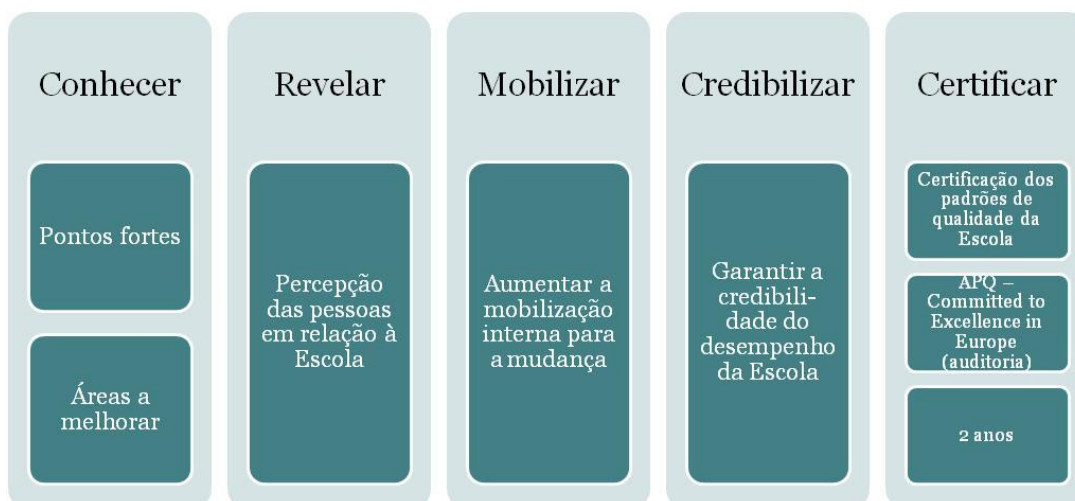 Conhecer
Pontos fortes
Áreas a
melhorar
Revelar
Percepção
das pessoas
em relação à
Escola
Mobilizar
Aumentar a
mobilização
interna para
a mudança
Credibilizar
Garantir a
credibili-
dade do
desempenho
da Escola
Certificar
Certificação dos
padrões de
qualidade da
Escola
APQ –
Committed to
Excellence in
Europe
(auditoria)
2 anos